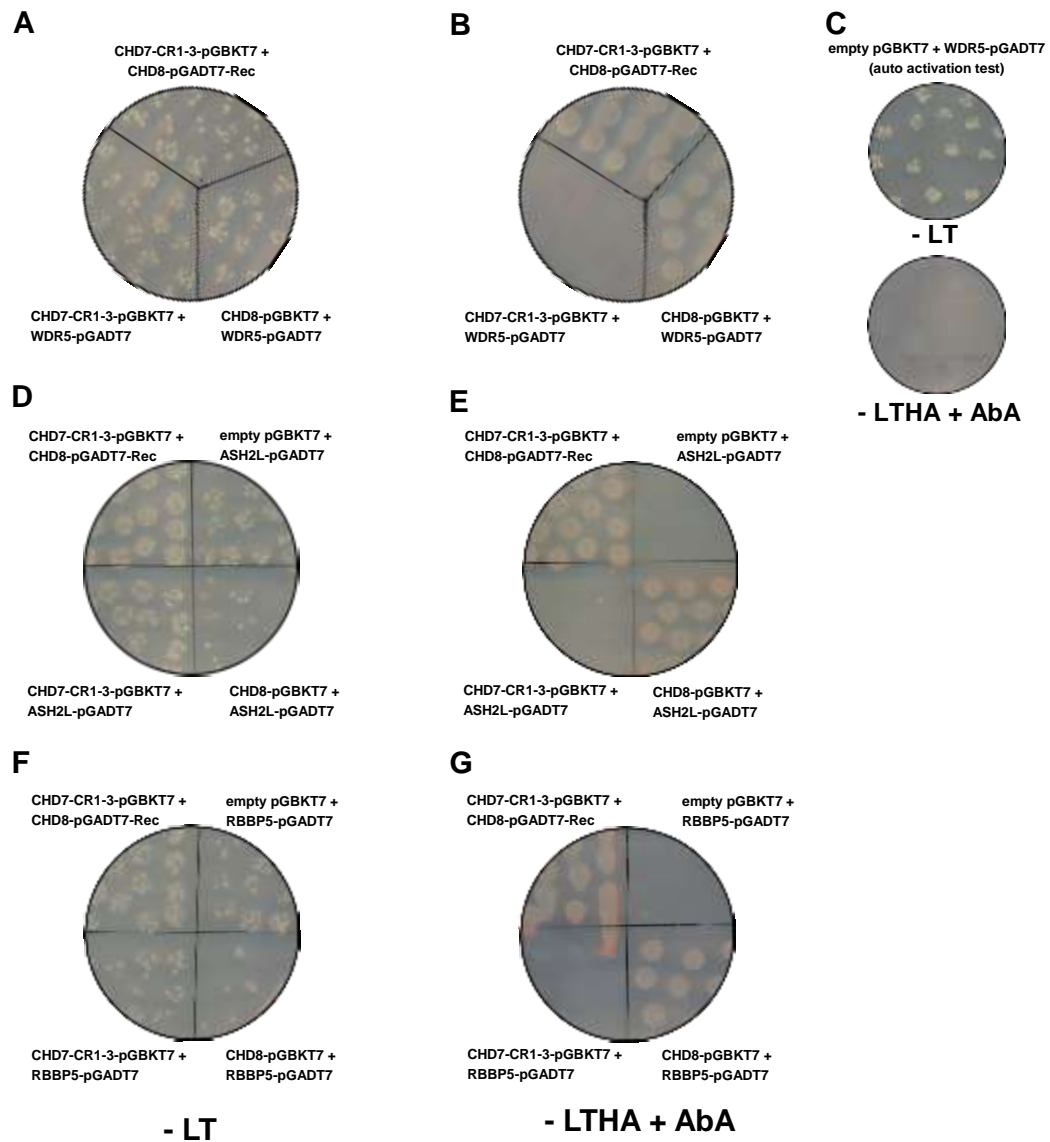 A
CHD7-CR1-3-pGBKT7 +
CHD8-pGADT7-Rec
CHD7-CR1-3-pGBKT7 +
WDR5-pGADT7
CHD8-pGBKT7 +
WDR5-pGADT7
B
CHD7-CR1-3-pGBKT7 +
CHD8-pGADT7-Rec
CHD7-CR1-3-pGBKT7 +
WDR5-pGADT7
CHD8-pGBKT7 +
WDR5-pGADT7
C
empty pGBKT7 + WDR5-pGADT7
(auto activation test)
- LT
- LTHA + AbA
D
CHD7-CR1-3-pGBKT7 +
CHD8-pGADT7-Rec
empty pGBKT7 +
ASH2L-pGADT7
CHD7-CR1-3-pGBKT7 +
ASH2L-pGADT7
CHD8-pGBKT7 +
ASH2L-pGADT7
E
CHD7-CR1-3-pGBKT7 +
CHD8-pGADT7-Rec
empty pGBKT7 +
ASH2L-pGADT7
CHD7-CR1-3-pGBKT7 +
ASH2L-pGADT7
CHD8-pGBKT7 +
ASH2L-pGADT7
F
CHD7-CR1-3-pGBKT7 +
CHD8-pGADT7-Rec
empty pGBKT7 +
RBBP5-pGADT7
CHD7-CR1-3-pGBKT7 +
RBBP5-pGADT7
CHD8-pGBKT7 +
RBBP5-pGADT7
G
CHD7-CR1-3-pGBKT7 +
CHD8-pGADT7-Rec
empty pGBKT7 +
RBBP5-pGADT7
CHD7-CR1-3-pGBKT7 +
RBBP5-pGADT7
CHD8-pGBKT7 +
RBBP5-pGADT7
- LT
- LTHA + AbA